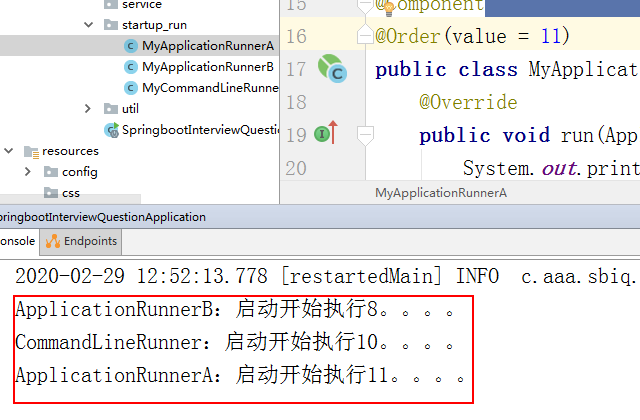 service
startup_run
MyApplicationRunnerA
MyApplicationRunnerB
MyCommandLineRunne
util
SpringbootInterviewQuesti
resources
config
css
15 @Component
16 @Order(value = 11)
17 public class MyApplicat
18 @Override
19 public void run(App
20 System.out.print
MyApplicationRunnerA
pringbootInterviewQuestionApplication
onsole Endpoints
2020-02-29 12:52:13.778 [restartedMain] INFO c.aaa.sbiq.
ApplicationRunnerB：启动开始执行8。。。。
CommandLineRunner：启动开始执行10。。。。
ApplicationRunnerA：启动开始执行11。。。。